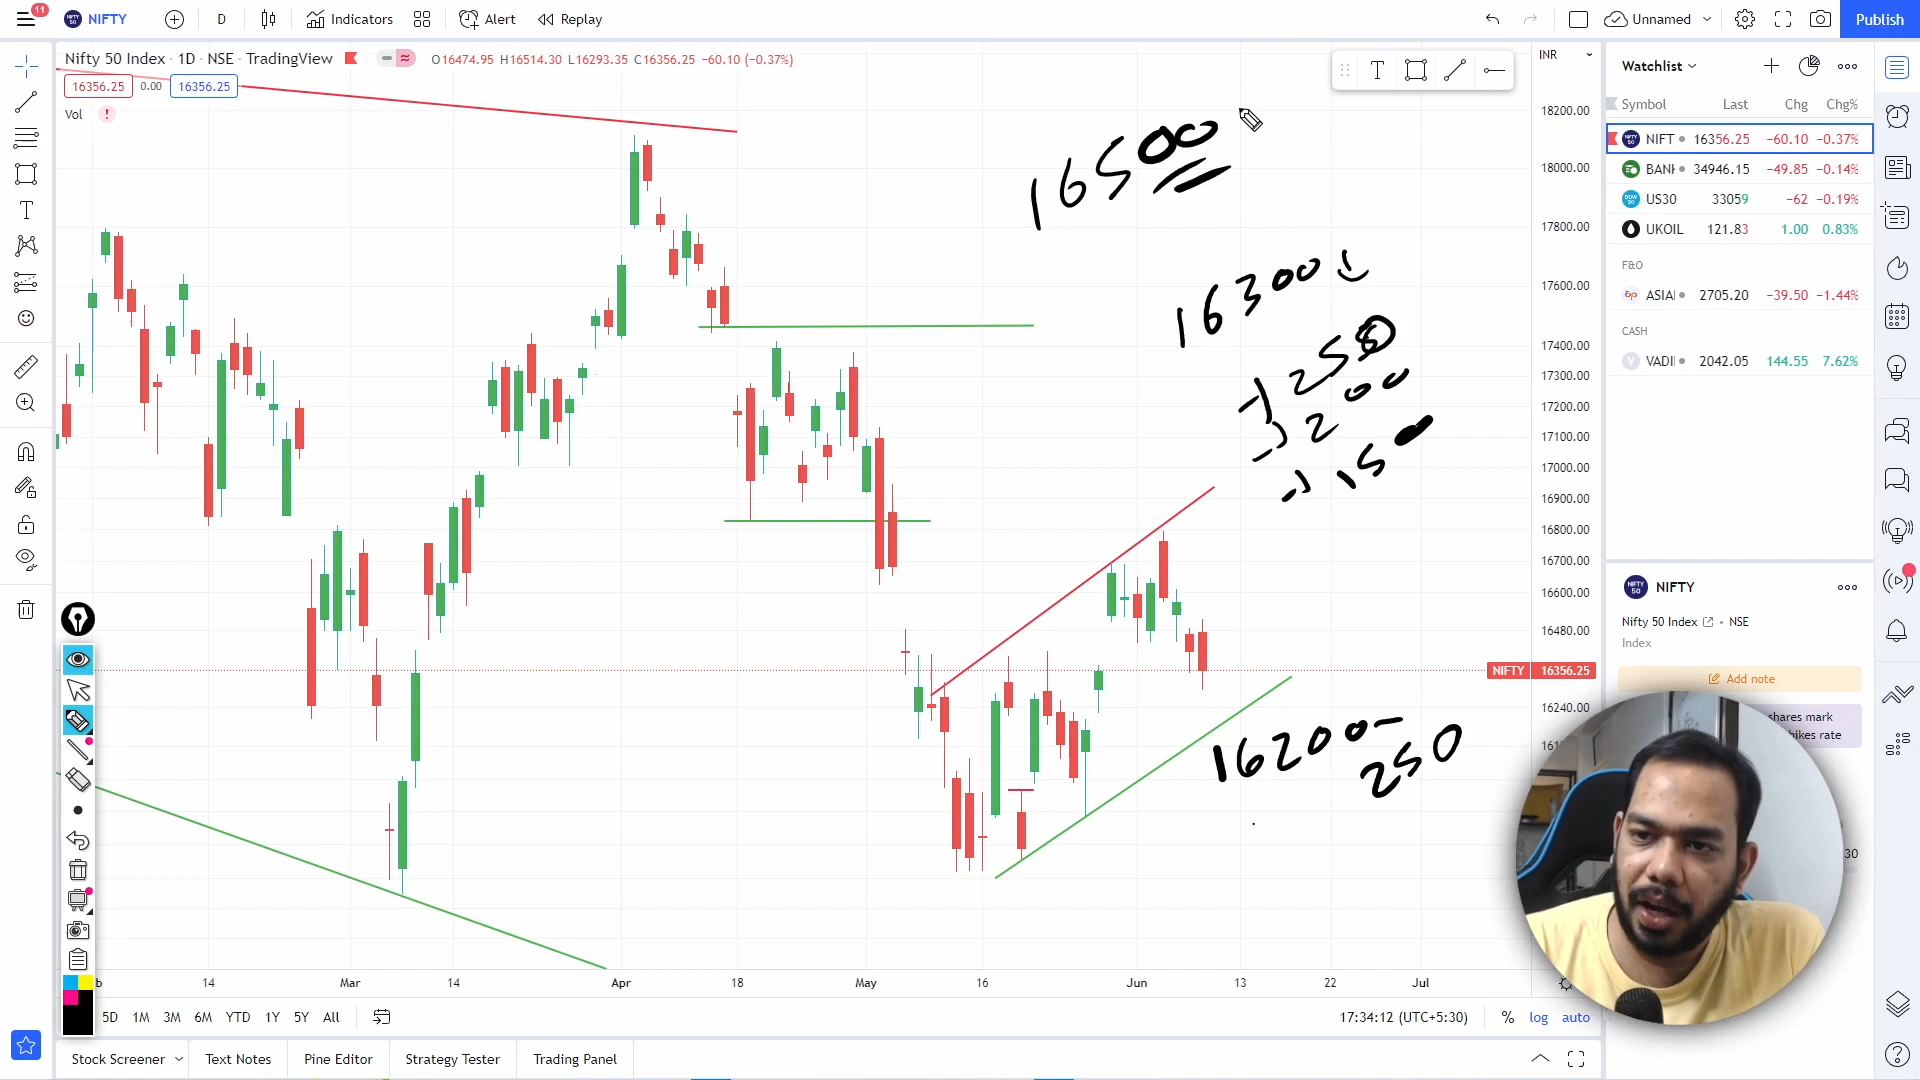 11
NIFTY
D
Indicators
Alert
Replay
Unnamed
Publish
Nifty 50 Index · 1D · NSE · TradingView
O16474.95 H16514.30 L16293.35 C16356.25 −60.10 (−0.37%)
16356.25 0.00 16356.25
Vol
INR
18200.00
18000.00
17800.00
17600.00
17400.00
17300.00
17200.00
17100.00
17000.00
16900.00
16800.00
16700.00
16600.00
16480.00
NIFTY 16356.25
16240.00
16500
16300
250
200
150
16200-
250
14 Mar 14 Apr 18 May 16 Jun 13 22 Jul
5D 1M 3M 6M YTD 1Y 5Y All
17:34:12 (UTC+5:30) % log auto
Stock Screener Text Notes Pine Editor Strategy Tester Trading Panel
Watchlist
Symbol Last Chg Chg%
NIFT 16356.25 −60.10 −0.37%
BANK 34946.15 −49.85 −0.14%
US30 33059 −62 −0.19%
UKOIL 121.83 1.00 0.83%
F&O
ASIAI 2705.20 −39.50 −1.44%
CASH
VADI 2042.05 144.55 7.62%
NIFTY
Nifty 50 Index · NSE
Index
Add note
shares mark
hikes rate
30